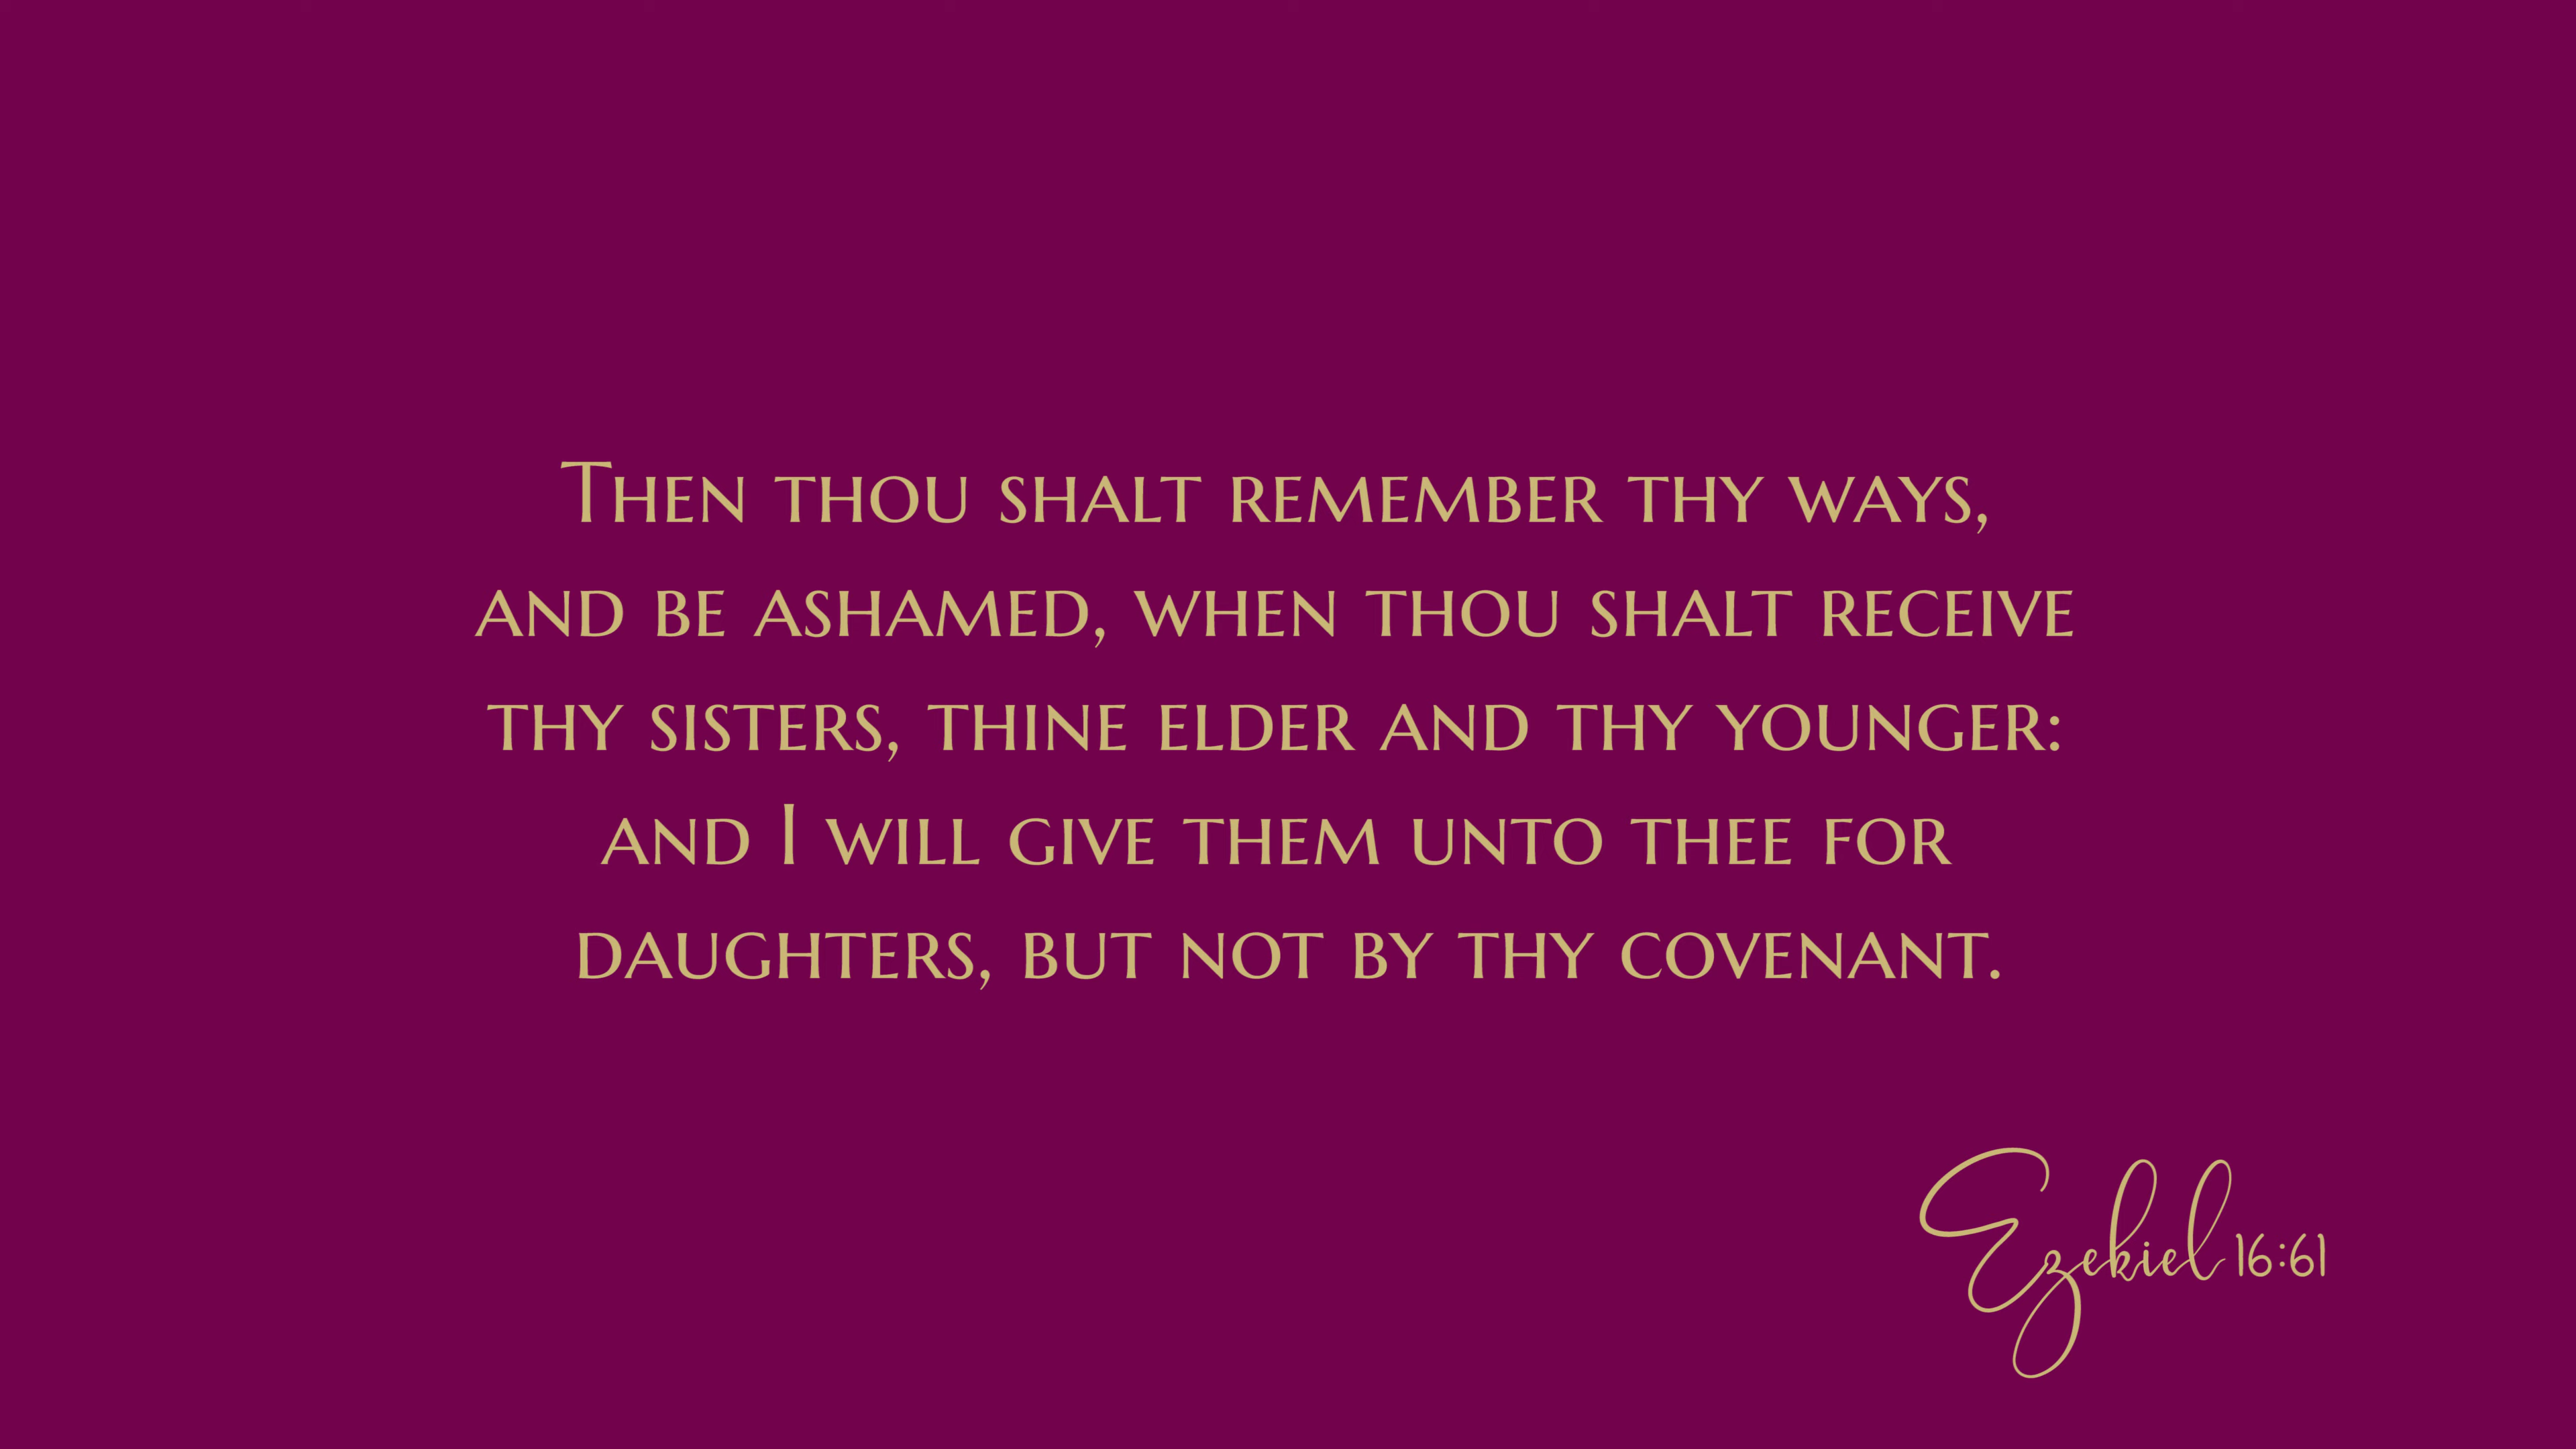 Then thou shalt remember thy ways,
and be ashamed, when thou shalt receive
thy sisters, thine elder and thy younger:
and I will give them unto thee for
daughters, but not by thy covenant.
Ezekiel 16:61